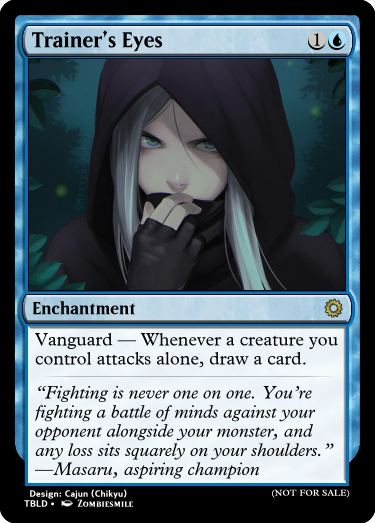 Trainer's Eyes 1
Enchantment
Vanguard — Whenever a creature you
control attacks alone, draw a card.
“Fighting is never one on one. You're
fighting a battle of minds against your
opponent alongside your monster, and
any loss sits squarely on your shoulders.”
—Masaru, aspiring champion
Design: Cajun (Chikyu)
(NOT FOR SALE)
TBLD • ZOMBIESMILE